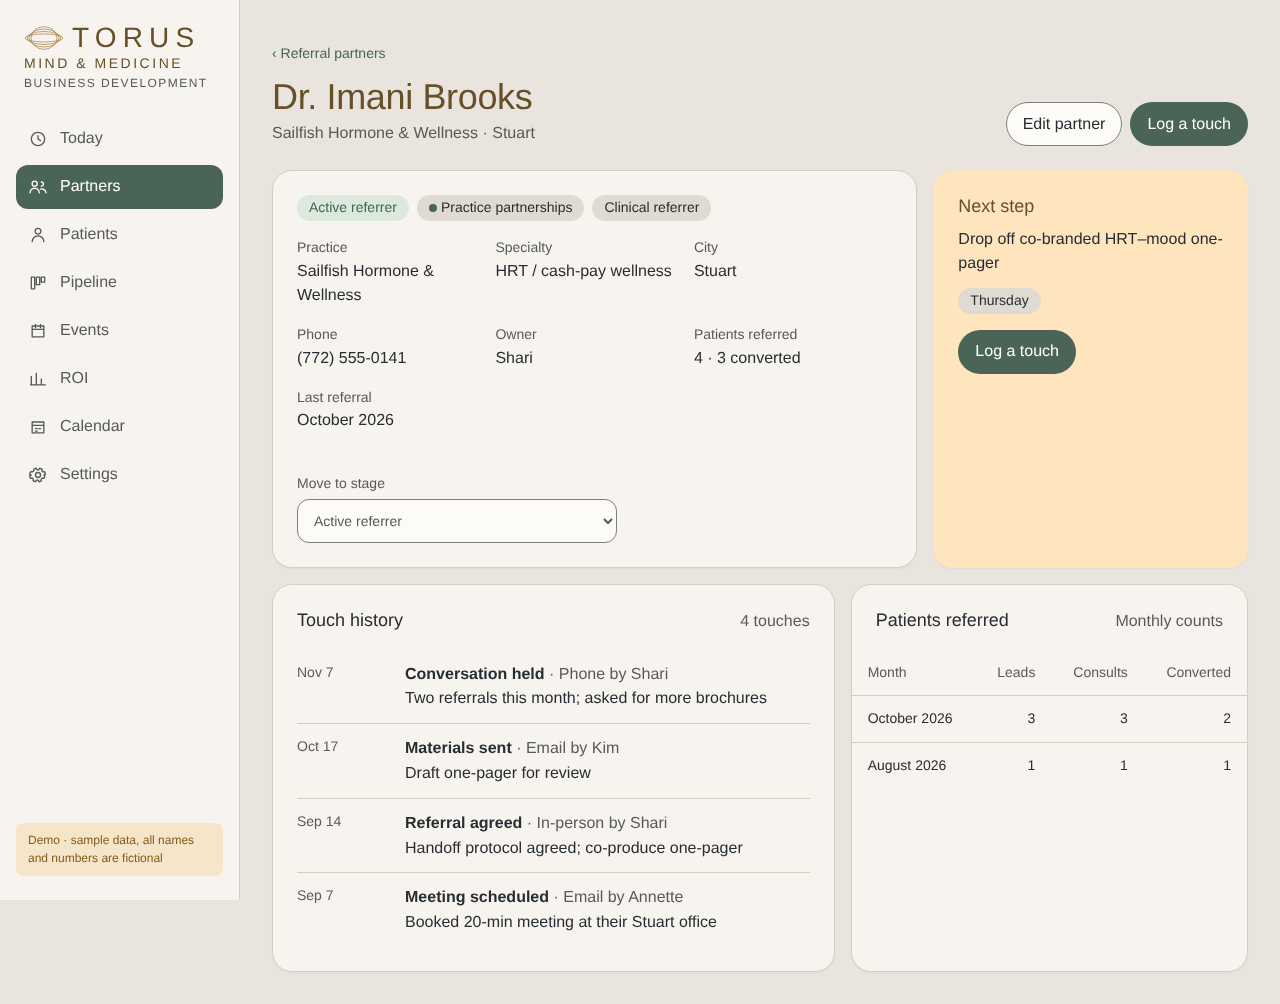 TORUS
MIND & MEDICINE
BUSINESS DEVELOPMENT
Today
Partners
Patients
Pipeline
Events
ROI
Calendar
Settings
Demo · sample data, all names
and numbers are fictional
‹ Referral partners
Dr. Imani Brooks
Sailfish Hormone & Wellness · Stuart
Edit partner
Log a touch
Active referrer
Practice partnerships
Clinical referrer
Practice
Sailfish Hormone &
Wellness
Specialty
HRT / cash-pay wellness
City
Stuart
Phone
(772) 555-0141
Owner
Shari
Patients referred
4 · 3 converted
Last referral
October 2026
Move to stage
Active referrer
Next step
Drop off co-branded HRT–mood one-
pager
Thursday
Log a touch
Touch history
4 touches
Nov 7
Conversation held · Phone by Shari
Two referrals this month; asked for more brochures
Oct 17
Materials sent · Email by Kim
Draft one-pager for review
Sep 14
Referral agreed · In-person by Shari
Handoff protocol agreed; co-produce one-pager
Sep 7
Meeting scheduled · Email by Annette
Booked 20-min meeting at their Stuart office
Patients referred
Monthly counts
Month Leads Consults Converted
October 2026 3 3 2
August 2026 1 1 1